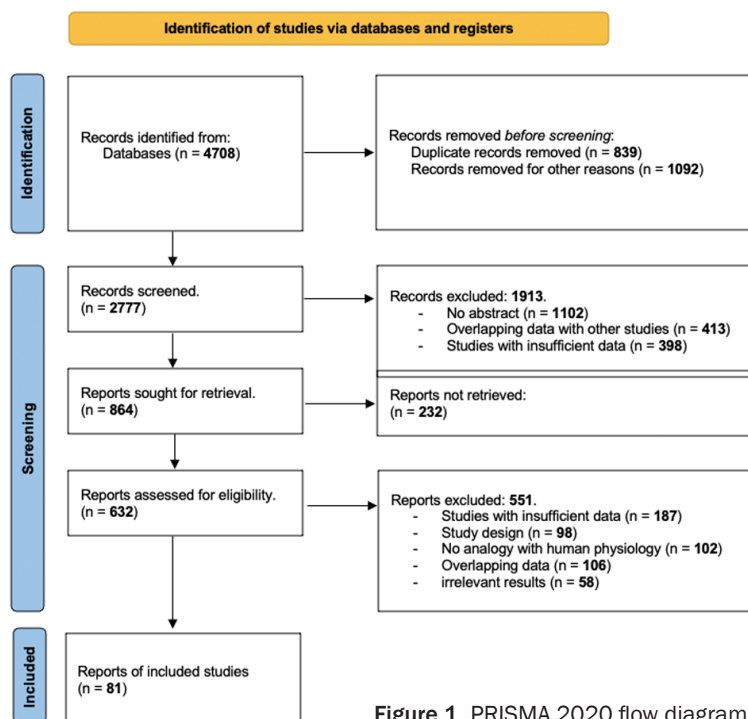 Identification of studies via databases and registers
Identification
Records identified from:
Databases (n = 4708)
Records removed before screening:
Duplicate records removed (n = 839)
Records removed for other reasons (n = 1092)
Screening
Records screened.
(n = 2777)
Records excluded: 1913.
- No abstract (n = 1102)
- Overlapping data with other studies (n = 413)
- Studies with insufficient data (n = 398)
Reports sought for retrieval.
(n = 864)
Reports not retrieved:
(n = 232)
Reports assessed for eligibility.
(n = 632)
Reports excluded: 551.
- Studies with insufficient data (n = 187)
- Study design (n = 98)
- No analogy with human physiology (n = 102)
- Overlapping data (n = 106)
- irrelevant results (n = 58)
Included
Reports of included studies
(n = 81)
Figure 1. PRISMA 2020 flow diagram